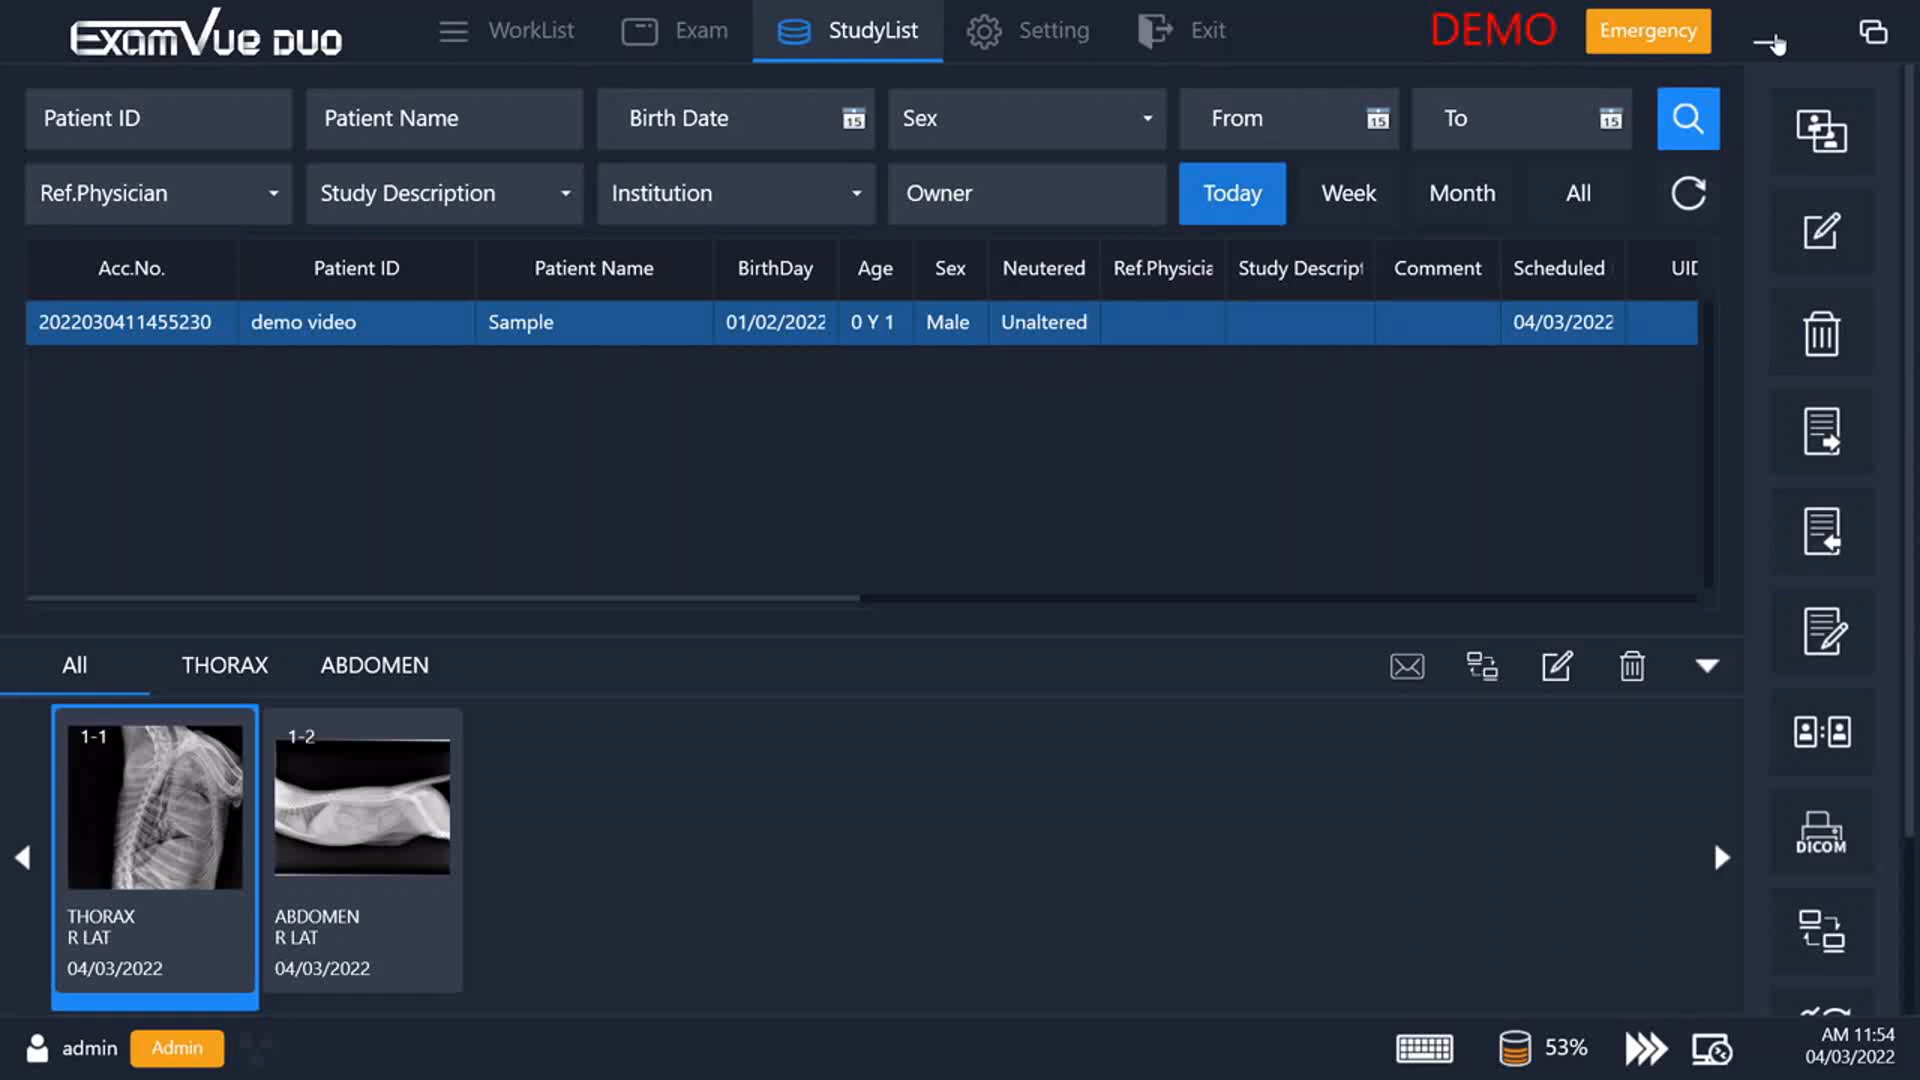 ExamVue DUO
WorkList
Exam
StudyList
Setting
Exit
DEMO
Emergency
Patient ID
Patient Name
Birth Date
15
Sex
From
15
To
15
Ref.Physician
Study Description
Institution
Owner
Today
Week
Month
All
Acc.No. Patient ID Patient Name BirthDay Age Sex Neutered Ref.Physicia Study Descript Comment Scheduled UID
2022030411455230 demo video Sample 01/02/2022 0 Y 1 Male Unaltered 04/03/2022
All THORAX ABDOMEN
1-1
THORAX
R LAT
04/03/2022
1-2
ABDOMEN
R LAT
04/03/2022
DICOM
admin
Admin
53%
AM 11:54
04/03/2022